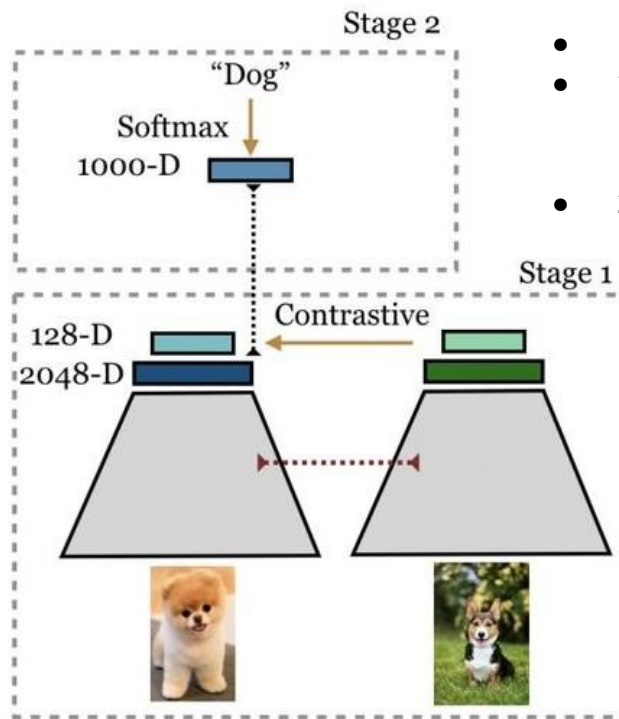 Stage 2
“Dog”
Softmax
1000-D
Stage 1
128-D
Contrastive
2048-D